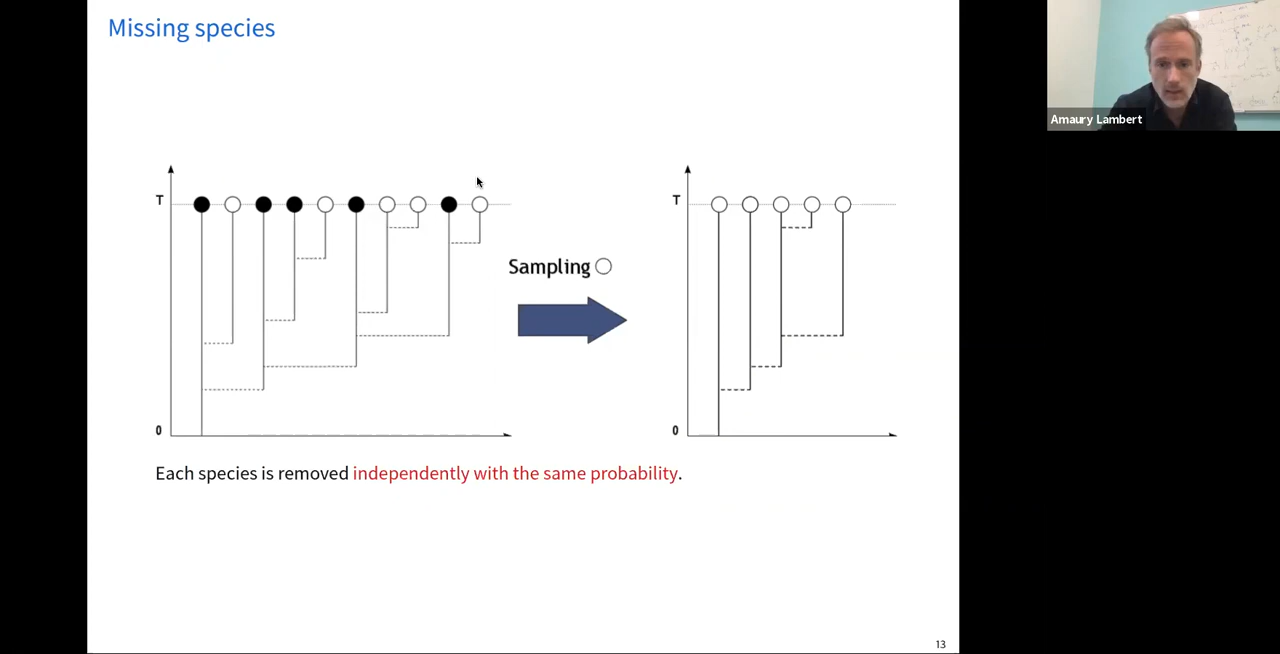 Missing species
Amaury Lambert
T
T
Sampling
0
0
Each species is removed independently with the same probability.
13